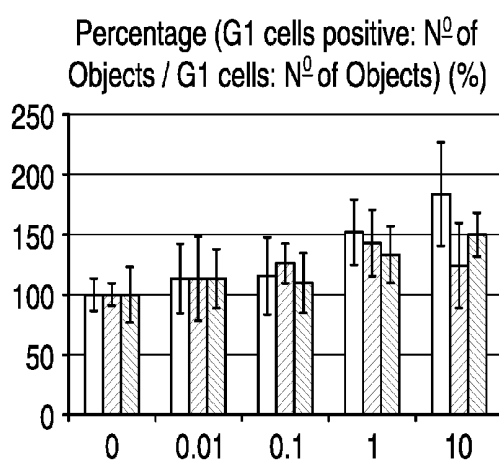 Percentage (G1 cells positive: Nº of
Objects / G1 cells: Nº of Objects) (%)
250
200
150
100
50
0
0 0.01 0.1 1 10